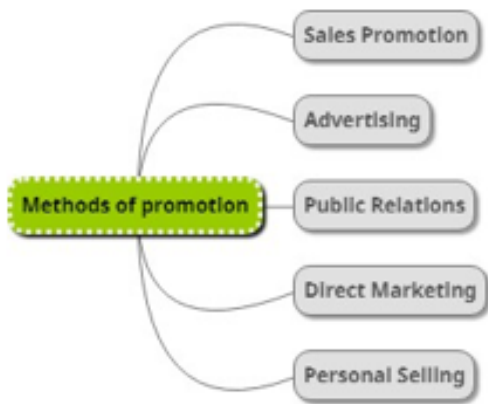 Sales Promotion
Advertising
Methods of promotion
Public Relations
Direct Marketing
Personal Selling